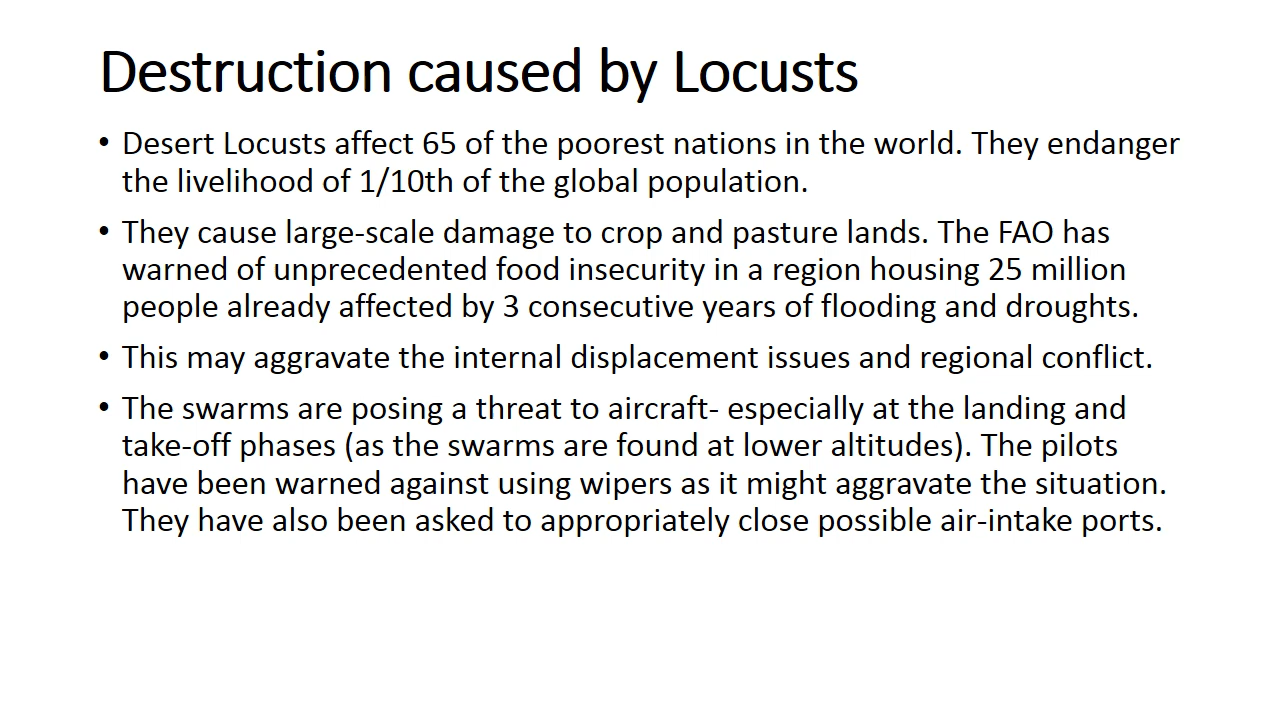 Destruction caused by Locusts
• Desert Locusts affect 65 of the poorest nations in the world. They endanger
the livelihood of 1/10th of the global population.
• They cause large-scale damage to crop and pasture lands. The FAO has
warned of unprecedented food insecurity in a region housing 25 million
people already affected by 3 consecutive years of flooding and droughts.
• This may aggravate the internal displacement issues and regional conflict.
• The swarms are posing a threat to aircraft- especially at the landing and
take-off phases (as the swarms are found at lower altitudes). The pilots
have been warned against using wipers as it might aggravate the situation.
They have also been asked to appropriately close possible air-intake ports.